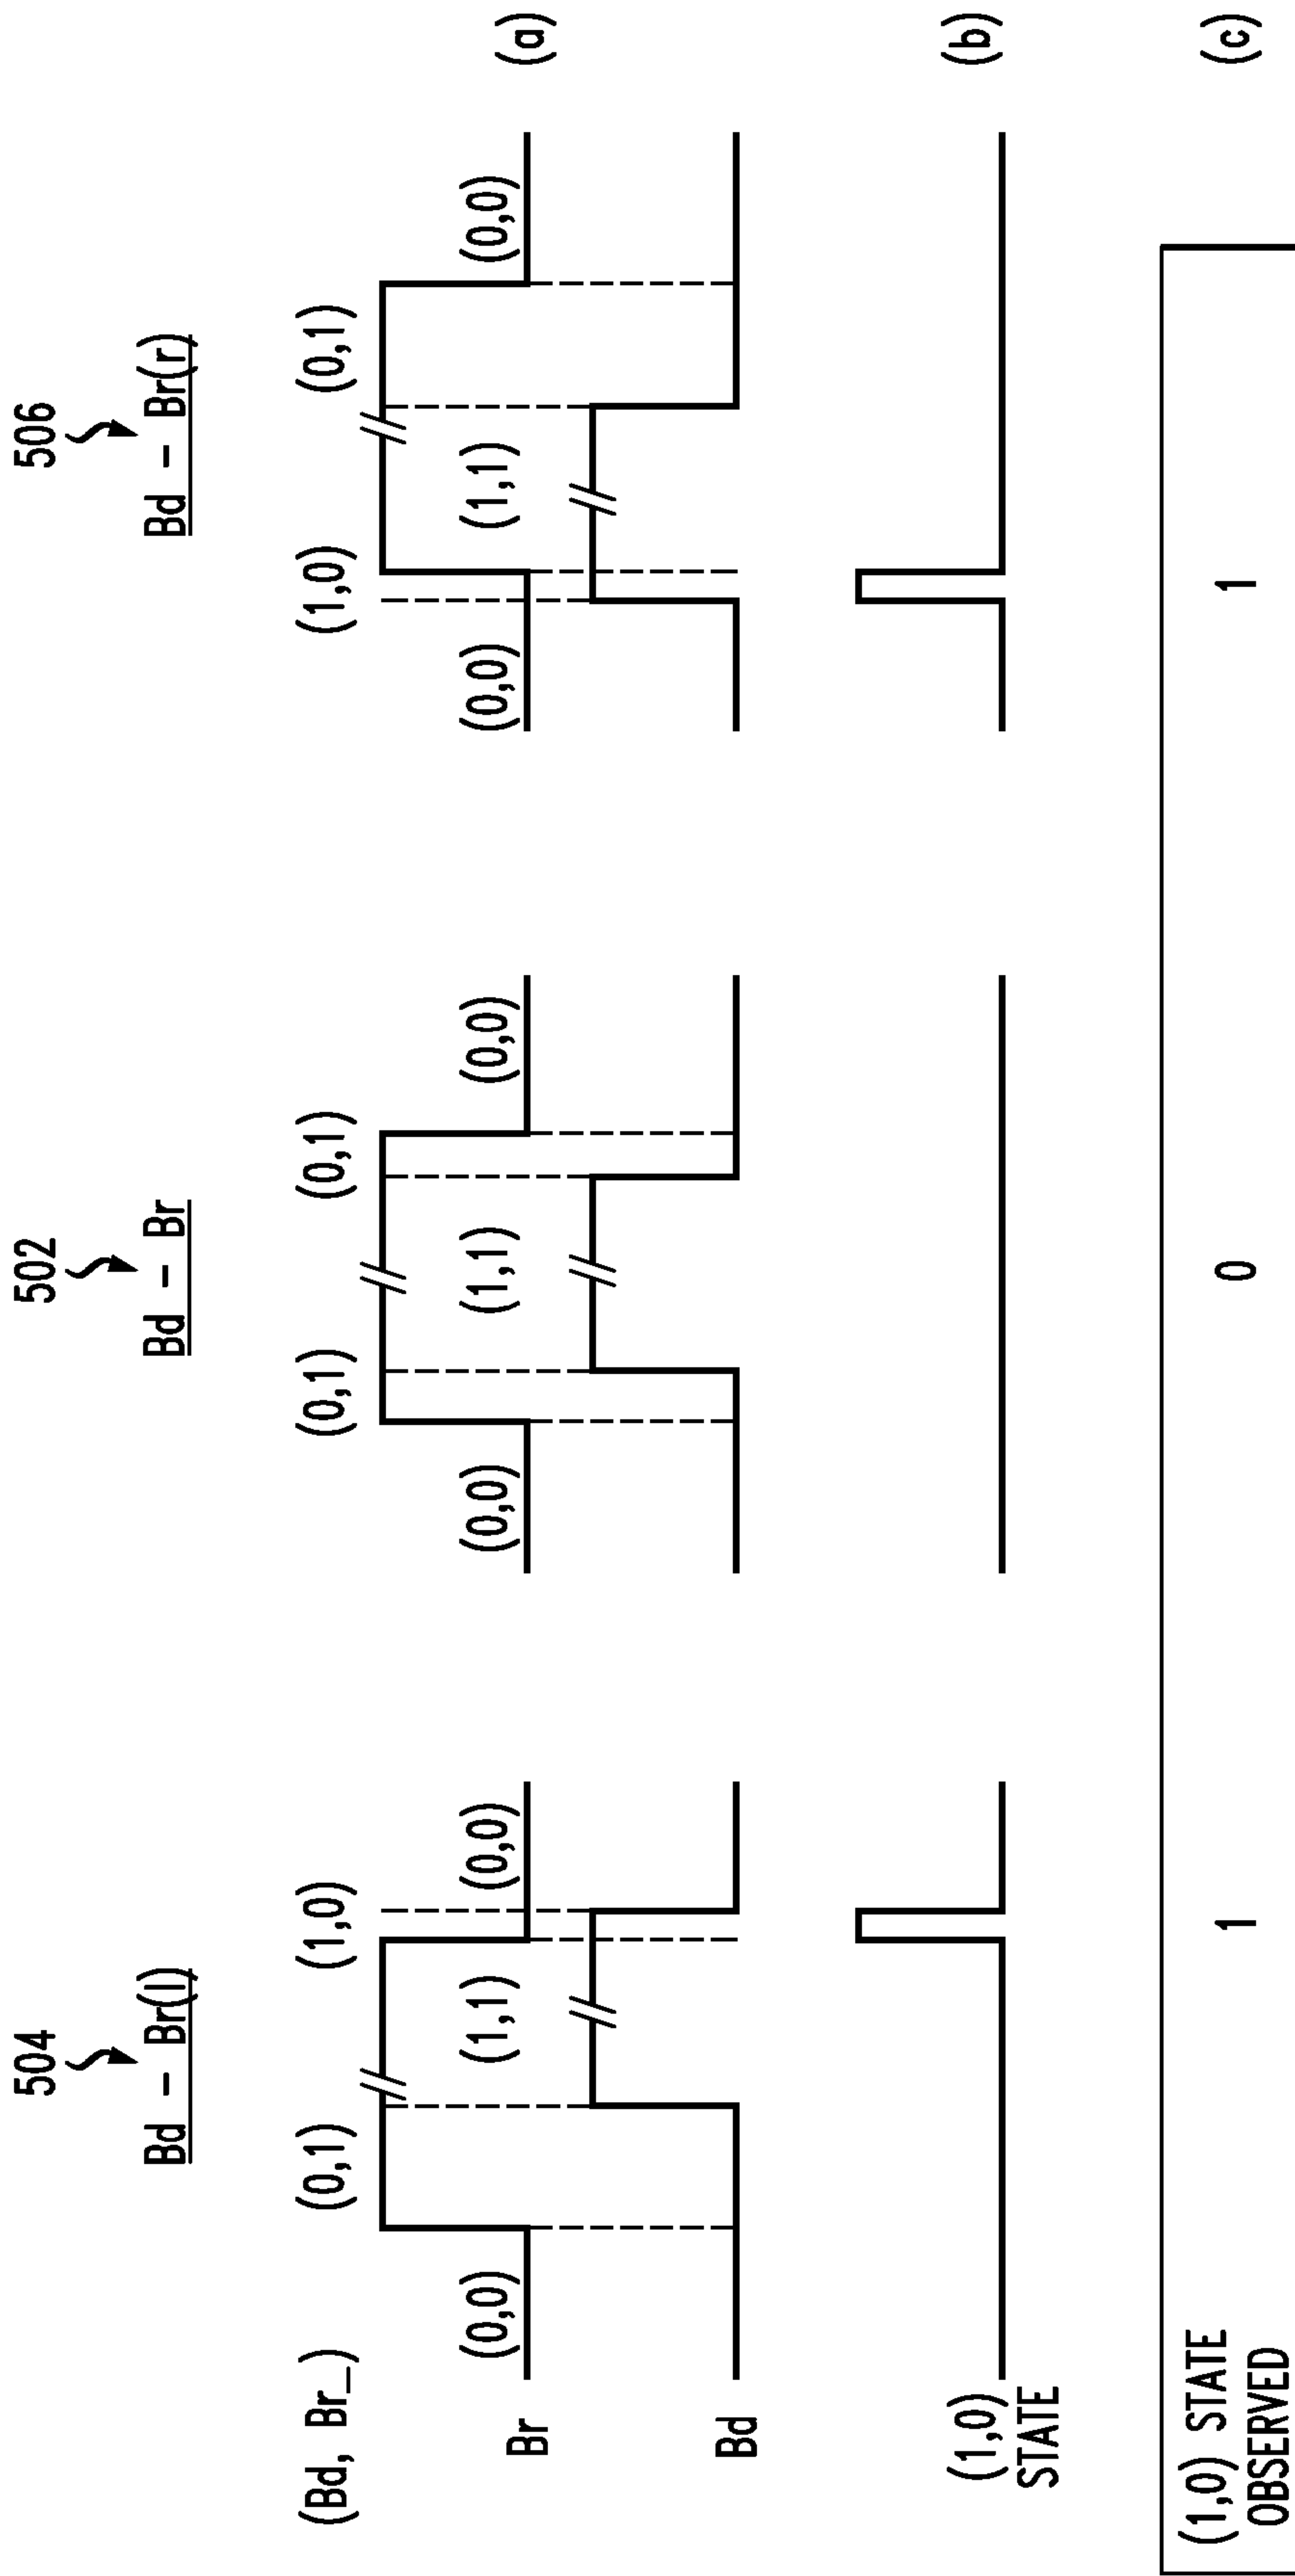 504 502 506
Bd - Br(l) Bd - Br Bd - Br(r)
(Bd, Br_) (0,1) (1,0) (0,1) (0,1) (1,0) (0,1)
(0,0) (1,1) (0,0) (0,0) (1,1) (0,0) (0,0) (1,1) (0,0)
Br (a)
Bd
(1,0) (b)
STATE
(1,0) STATE 1 0 1 (c)
OBSERVED